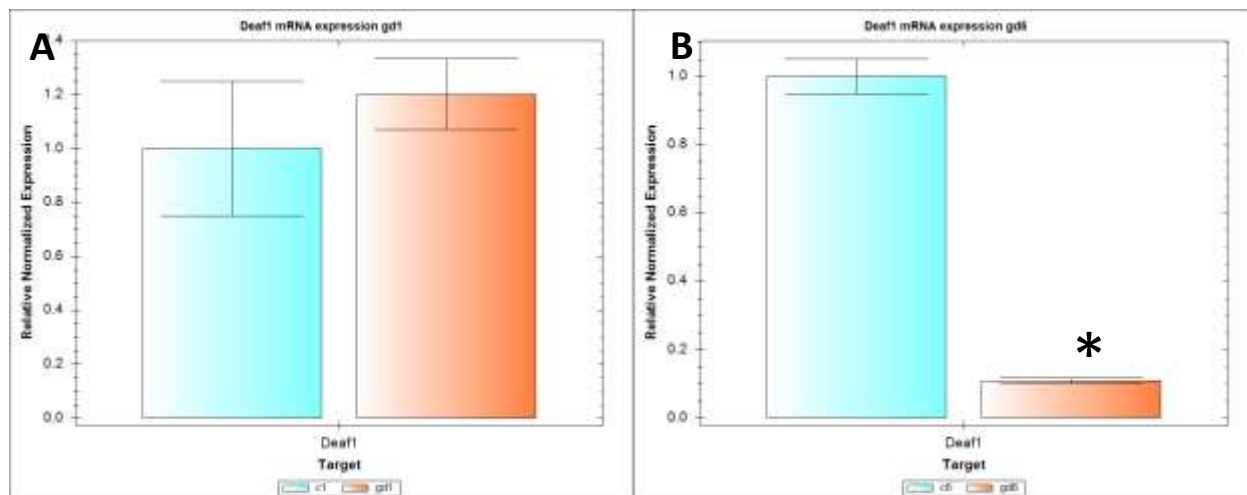 A
Deaf1 mRNA expression gd1
Relative Normalized Expression
1.4
1.2
1.0
0.8
0.6
0.4
0.2
0.0
Deaf1
Target
c1 gd1
B
Deaf1 mRNA expression gd6
Relative Normalized Expression
1.0
0.8
0.6
0.4
0.2
0.0
*
Deaf1
Target
c6 gd6